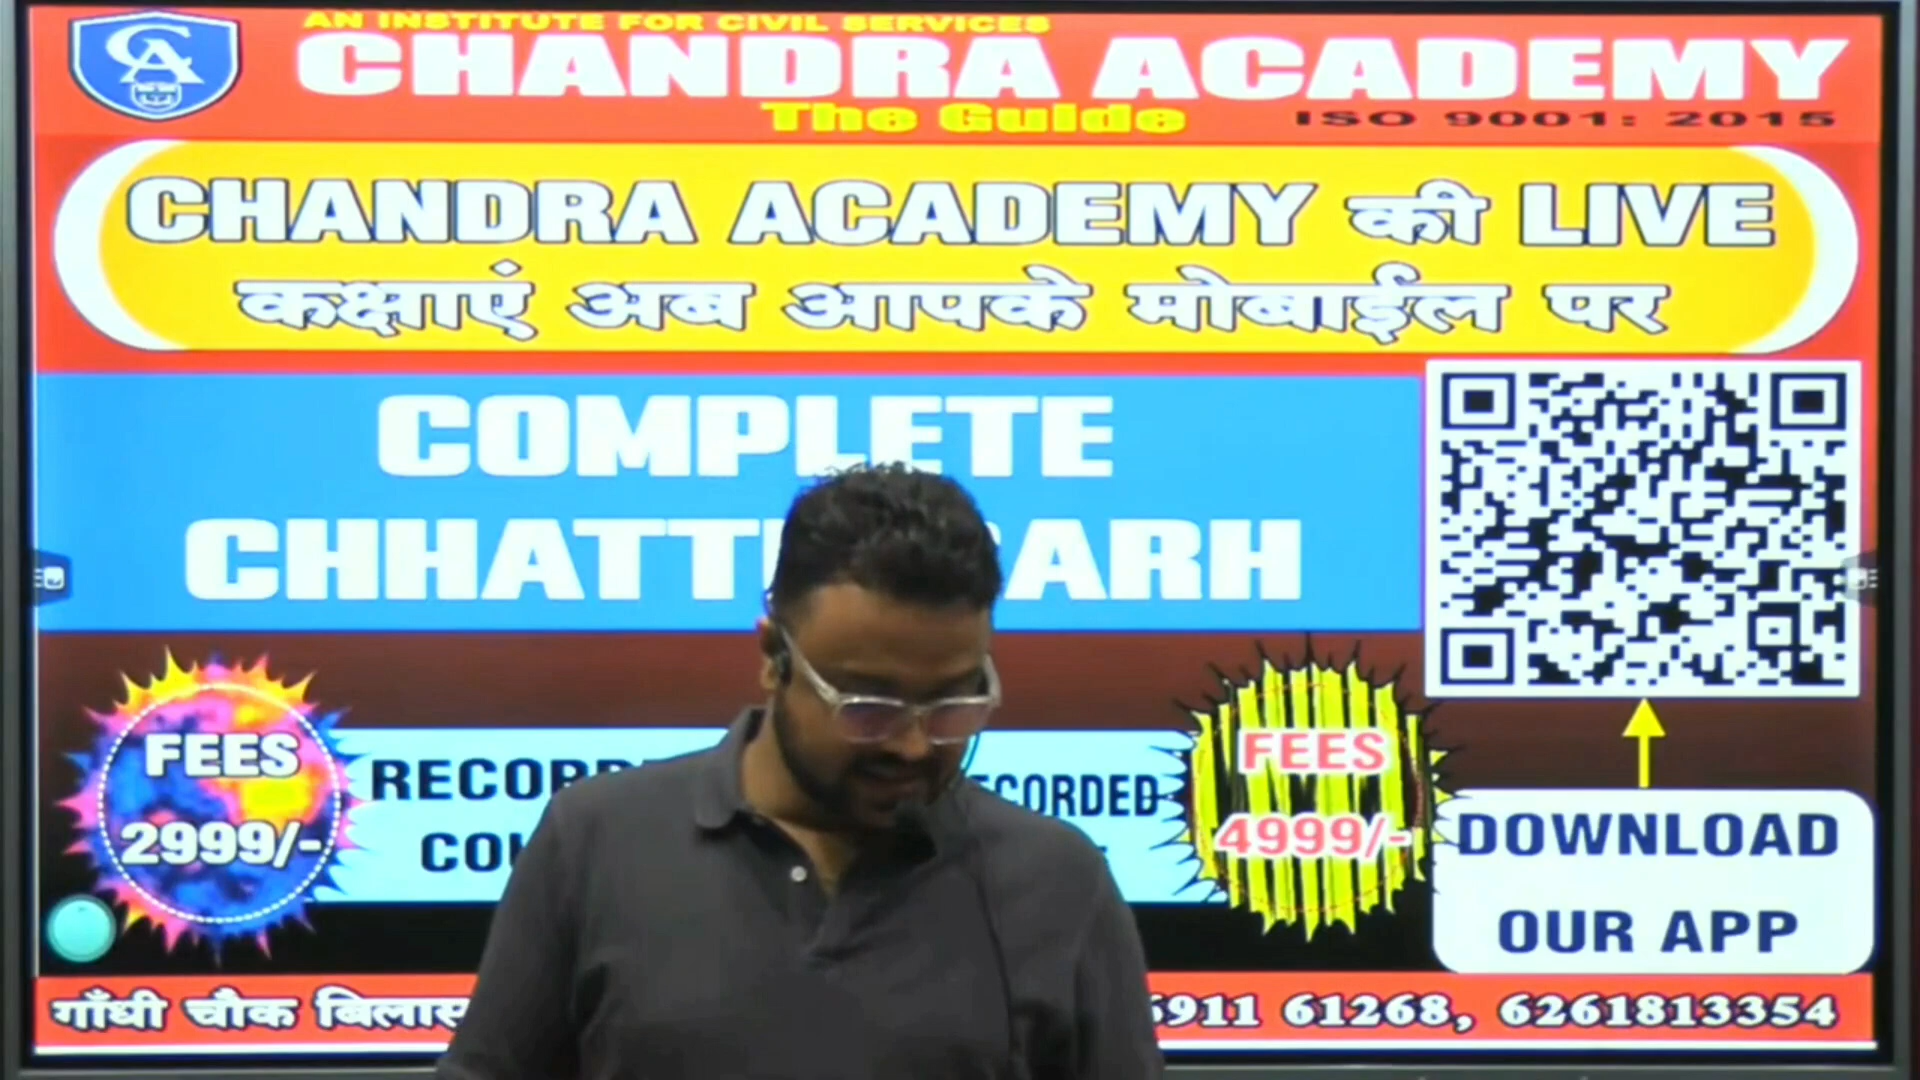 AN INSTITUTE FOR CIVIL SERVICES
CHANDRA ACADEMY
The Guide
ISO 9001: 2015
CHANDRA ACADEMY की LIVE
कक्षाएं अब आपके मोबाईल पर
COMPLETE
FEES
2999/-
FEES
4999/-
DOWNLOAD
OUR APP
गाँधी चौक
61268, 6261813354